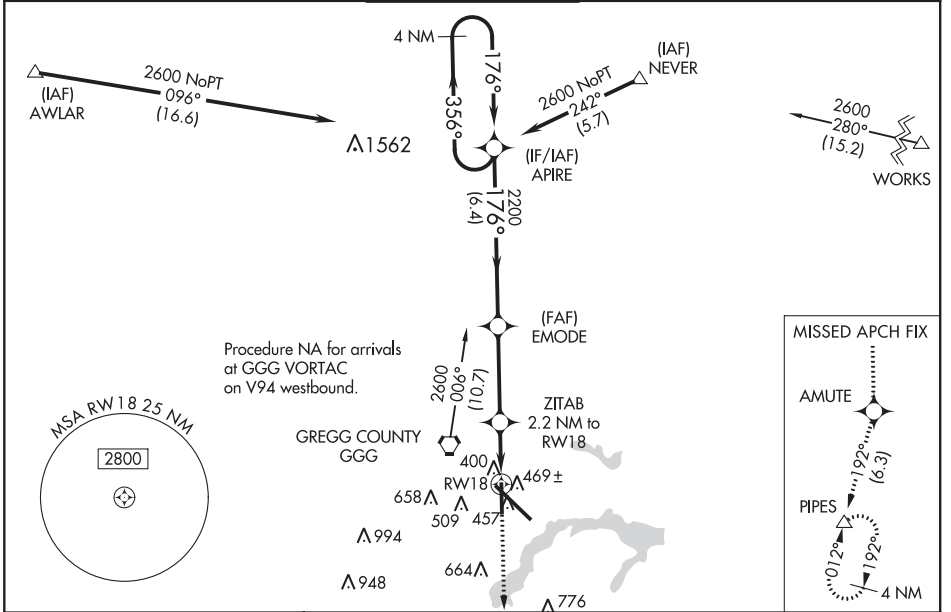 4 NM
176°
356°
(IAF)
AWLAR
2600 NoPT
096°
(16.6)
1562
(IAF)
NEVER
2600 NoPT
242°
(5.7)
(IF/IAF)
APIRE
2600
280°
(15.2)
WORKS
2200
176°
(6.4)
(FAF)
EMODE
Procedure NA for arrivals
at GGG VORTAC
on V94 westbound.
2600
006°
(10.7)
ZITAB
2.2 NM to
RW18
GREGG COUNTY
GGG
400
RW18
469±
658
509
457
994
948
664
776
MSA RW18 25 NM
2800
MISSED APCH FIX
AMUTE
192°
(6.3)
PIPES
012°
192°
4 NM